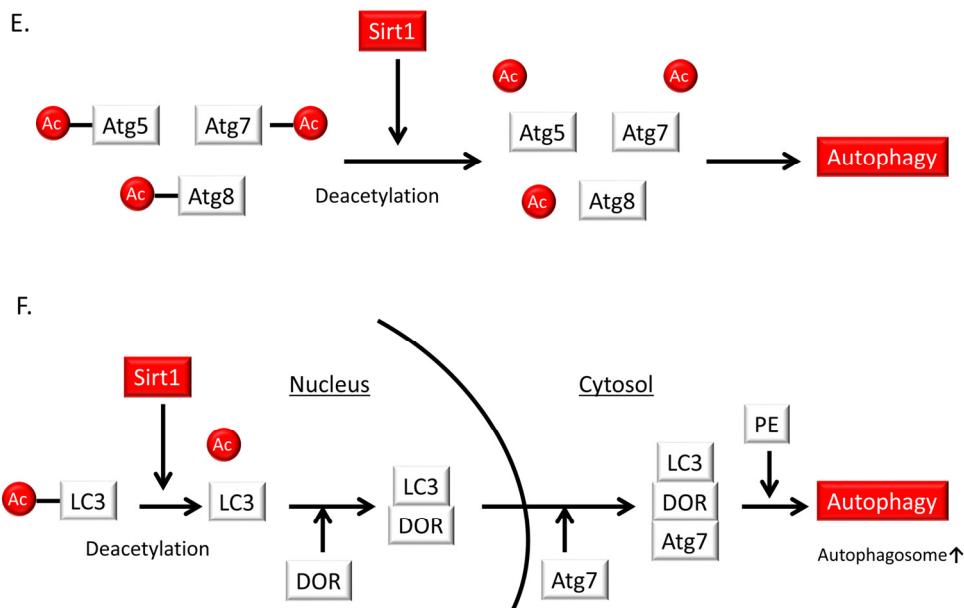 E.
Sirt1
Ac
Ac
Ac
Atg5
Atg7
Ac
Atg5
Atg7
Autophagy
Deacetylation
Ac
Atg8
Ac
Atg8
F.
Sirt1
Nucleus
Cytosol
PE
Ac
LC3
LC3
Ac
LC3
LC3
DOR
DOR
Autophagy
DOR
Atg7
Deacetylation
Autophagosome↑
DOR
Atg7